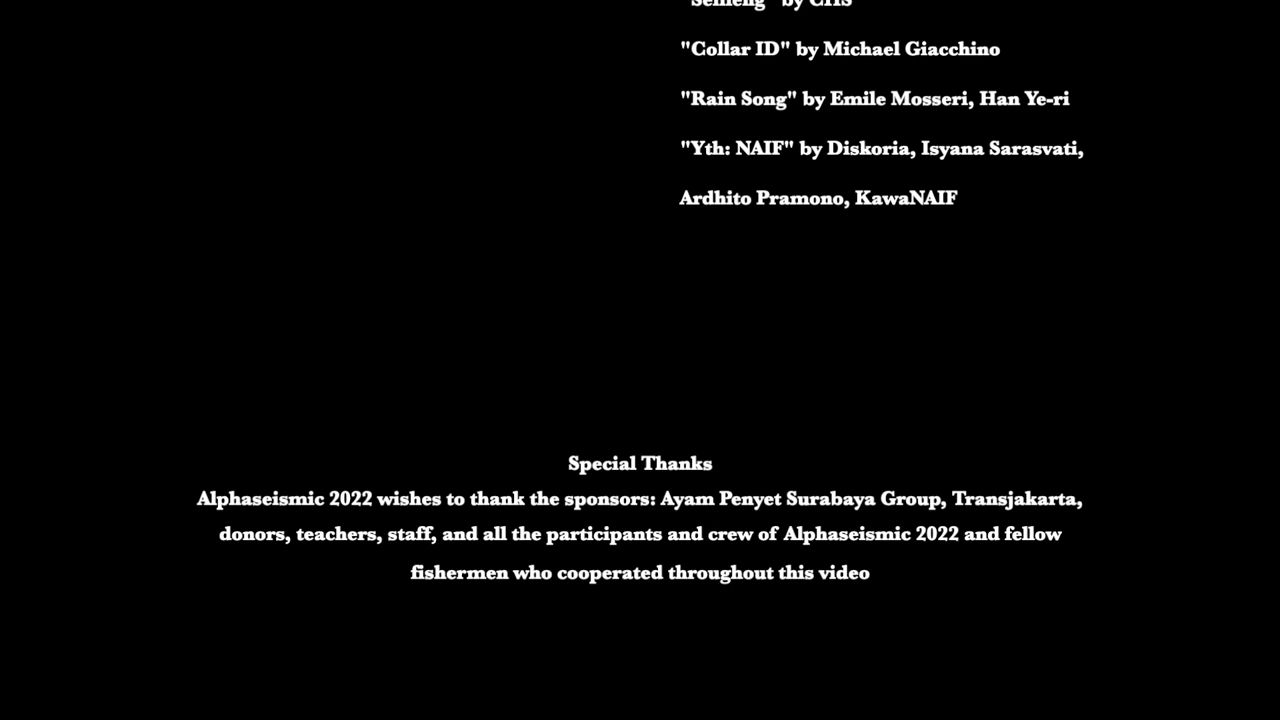 by CHS
"Collar ID" by Michael Giacchino
"Rain Song" by Emile Mosseri, Han Ye-ri
"Yth: NAIF" by Diskoria, Isyana Sarasvati,
Ardhito Pramono, KawaNAIF
Special Thanks
Alphaseismic 2022 wishes to thank the sponsors: Ayam Penyet Surabaya Group, Transjakarta,
donors, teachers, staff, and all the participants and crew of Alphaseismic 2022 and fellow
fishermen who cooperated throughout this video